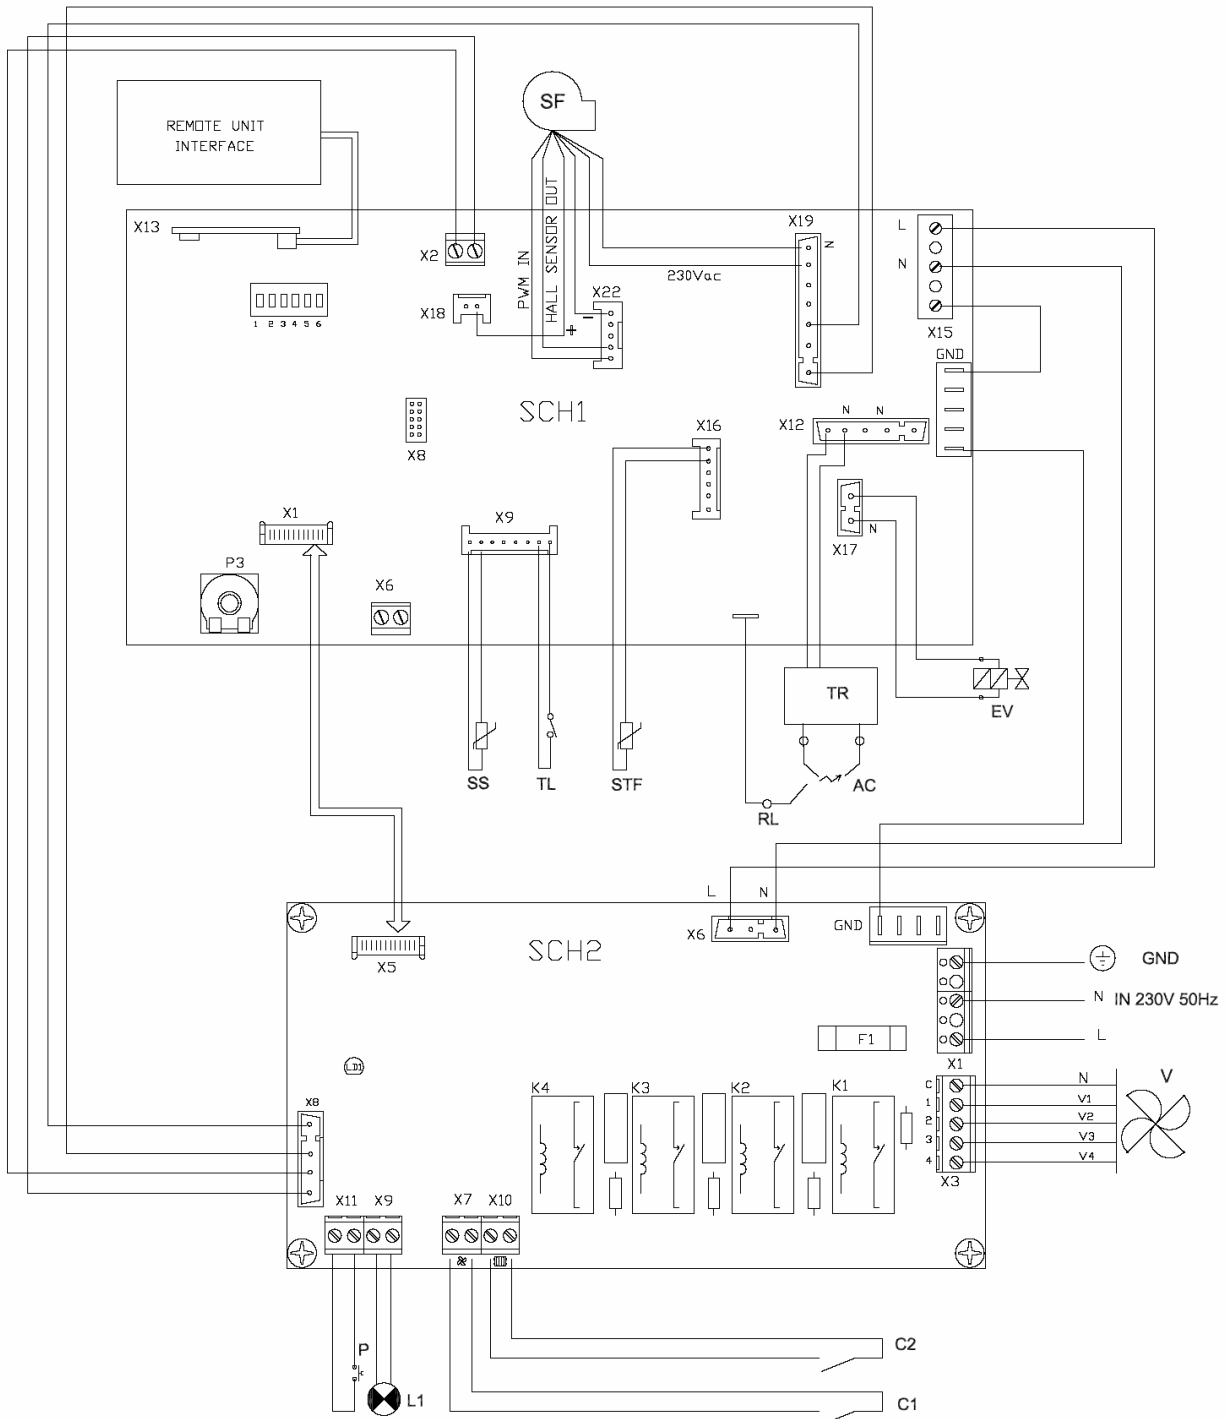 SF
REMOTE UNIT
INTERFACE
X13
X2
X18
1 2 3 4 5 6
PWM IN
HALL SENSOR OUT
X22
-
+
230Vac
X19
N
L
N
X15
GND
SCH1
X8
X16
X12
N N
X1
X9
X17
N
P3
X6
TR
EV
SS
TL
STF
AC
RL
L
N
X6
GND
SCH2
X5
GND
N IN 230V 50Hz
L
F1
X1
LD1
X8
K4
K3
K2
K1
C
1
2
3
4
N
V1
V2
V3
V4
V
X3
X11
X9
X7
X10
P
L1
C2
C1